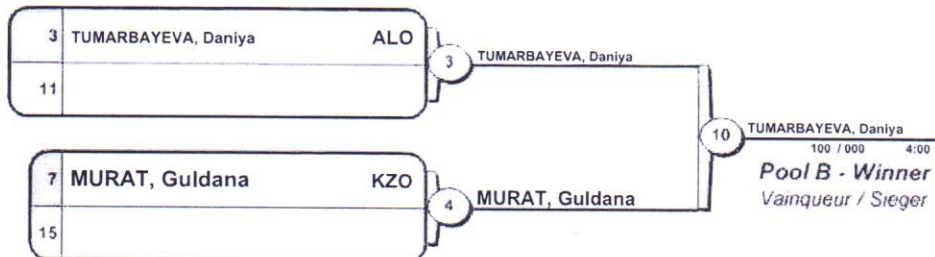 3 TUMARBAYEVA, Daniya ALO
11
3 TUMARBAYEVA, Daniya
7 MURAT, Guldana KZO
15
4 MURAT, Guldana
10 TUMARBAYEVA, Daniya
100 / 000 4:00
Pool B - Winner
Vainqueur / Sieger